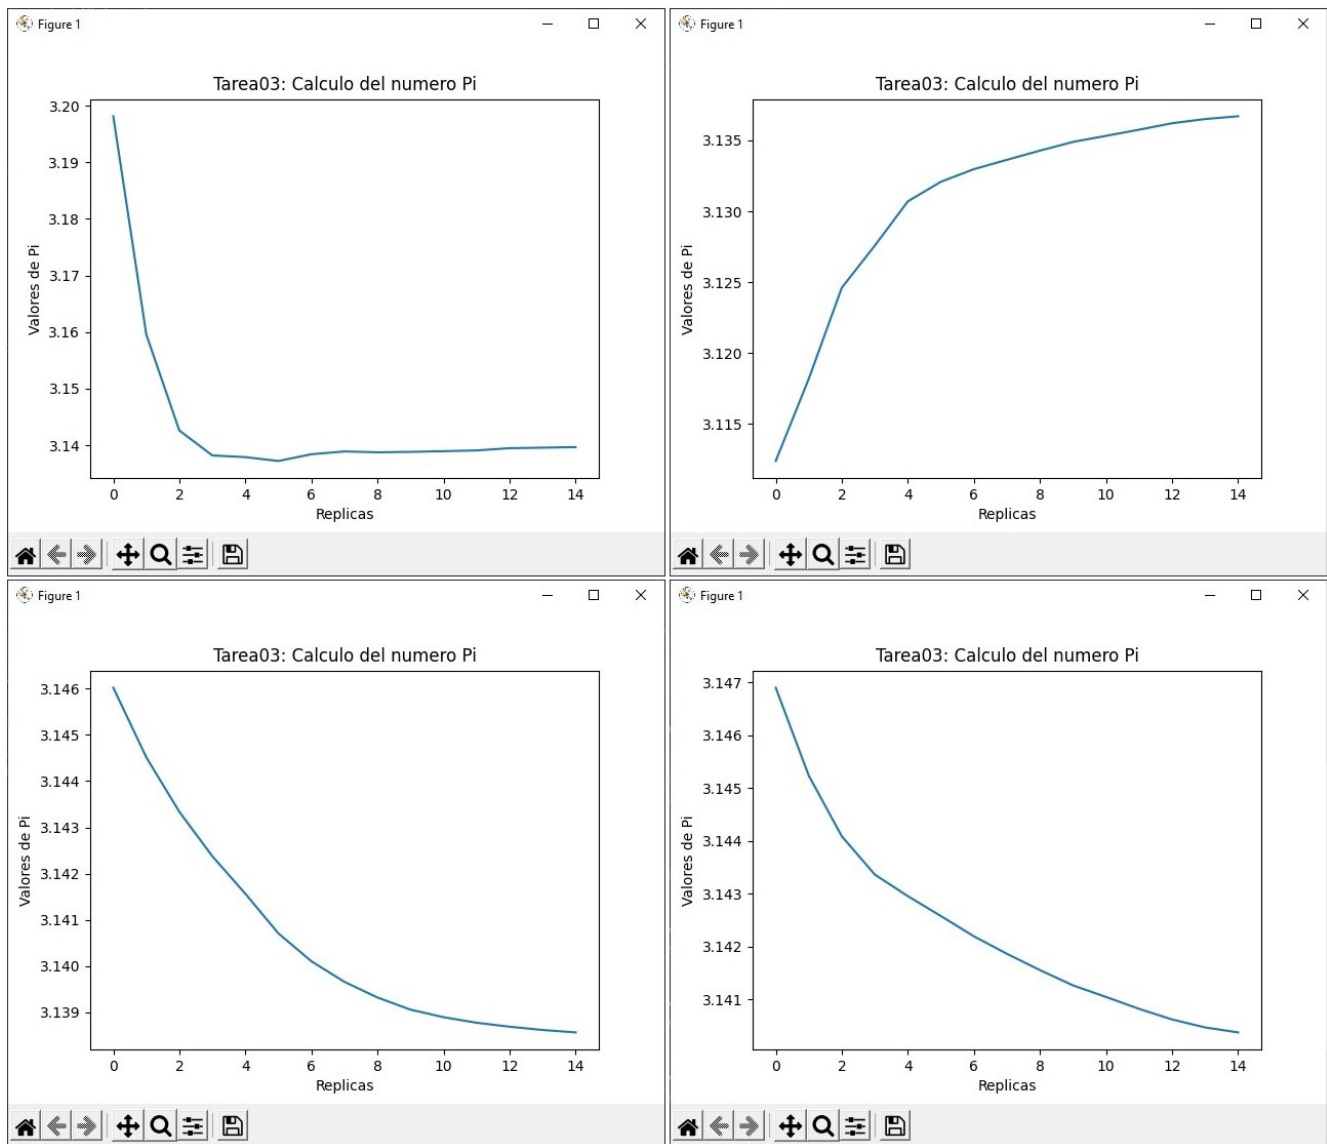 Figure 1
Tarea03: Calculo del numero Pi
Valores de Pi
3.20
3.19
3.18
3.17
3.16
3.15
3.14
0 2 4 6 8 10 12 14
Replicas
Figure 1
Tarea03: Calculo del numero Pi
Valores de Pi
3.135
3.130
3.125
3.120
3.115
0 2 4 6 8 10 12 14
Replicas
Figure 1
Tarea03: Calculo del numero Pi
Valores de Pi
3.146
3.145
3.144
3.143
3.142
3.141
3.140
3.139
0 2 4 6 8 10 12 14
Replicas
Figure 1
Tarea03: Calculo del numero Pi
Valores de Pi
3.147
3.146
3.145
3.144
3.143
3.142
3.141
0 2 4 6 8 10 12 14
Replicas